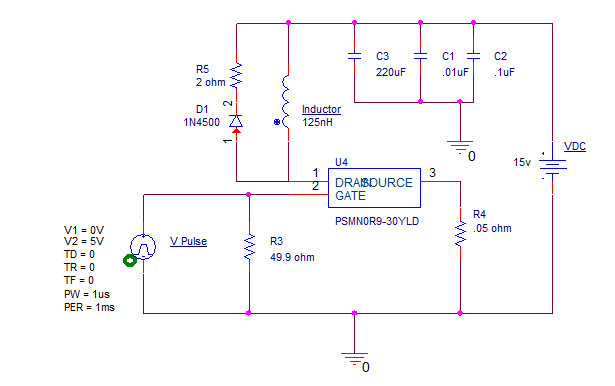 R5
2 ohm
D1
1N4500
2
1
Inductor
125nH
C3
220uF
C1
.01uF
C2
.1uF
0
VDC
15v
U4
1
2
3
DRAIN
SOURCE
GATE
PSMN0R9-30YLD
R4
.05 ohm
V1 = 0V
V2 = 5V
TD = 0
TR = 0
TF = 0
PW = 1us
PER = 1ms
V Pulse
R3
49.9 ohm
0